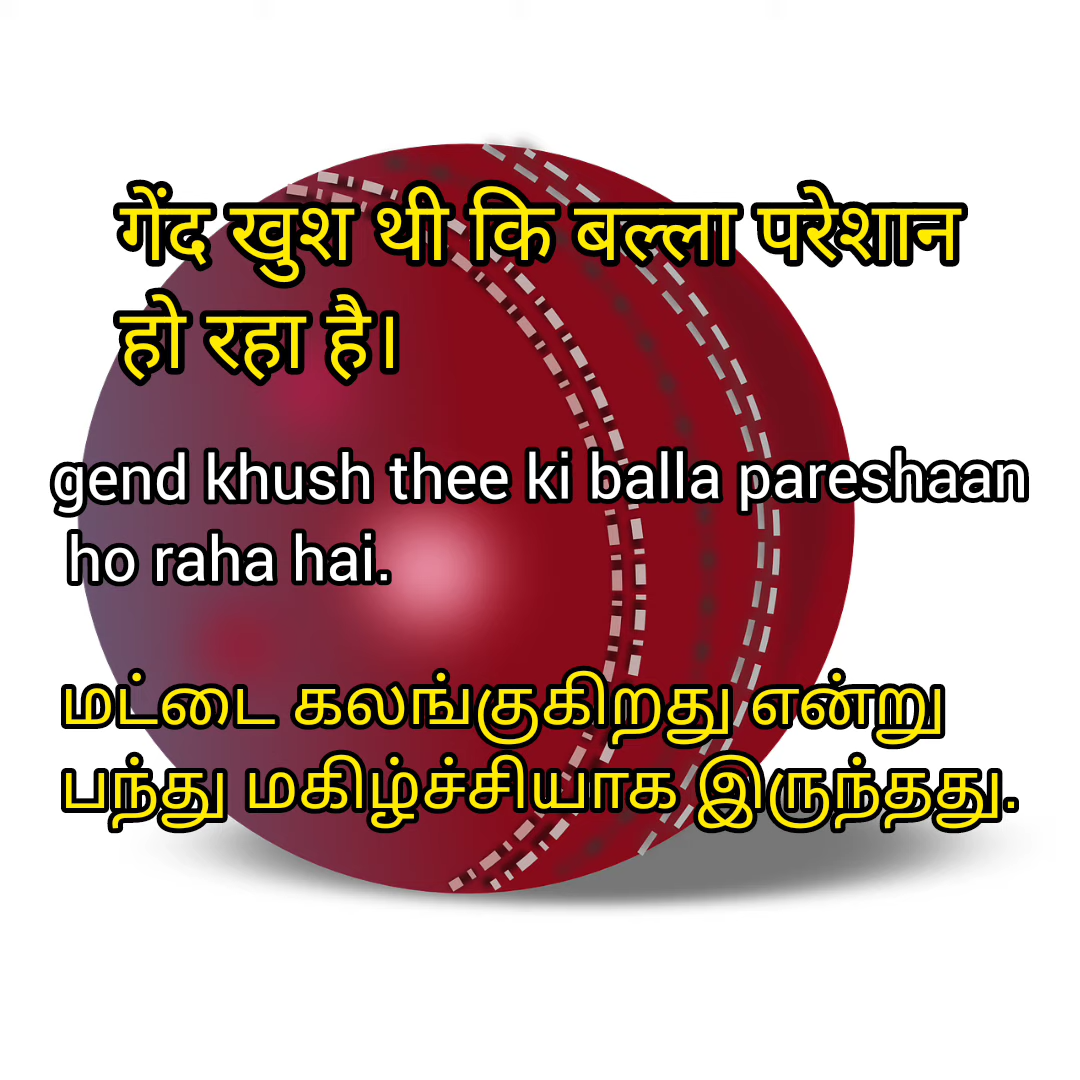 गेंद खुश थी कि बल्ला परेशान
हो रहा है।
gend khush thee ki balla pareshaan
ho raha hai.
மட்டை கலங்குகிறது என்று
பந்து மகிழ்ச்சியாக இருந்தது.